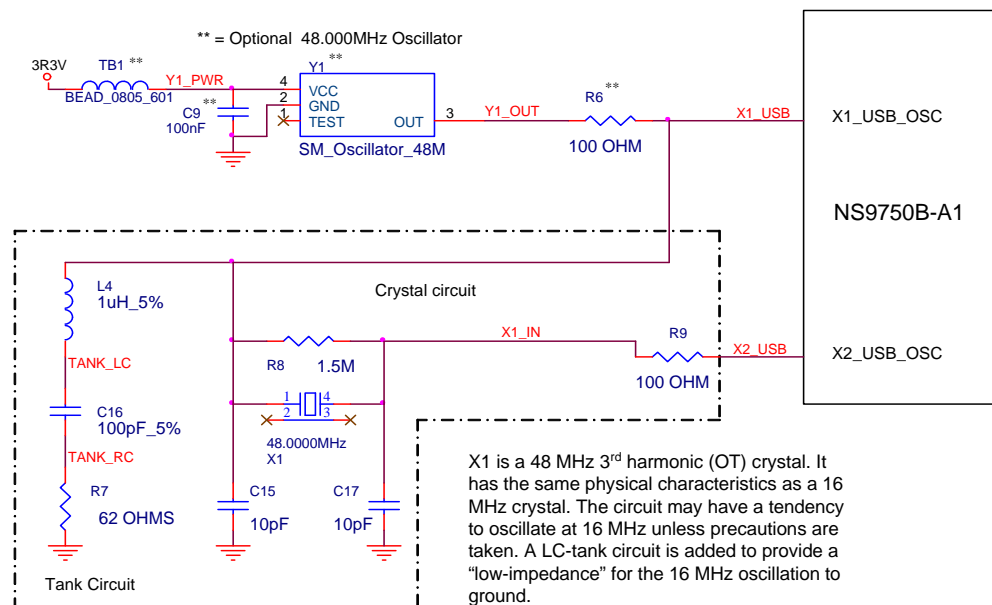 ** = Optional 48.000MHz Oscillator
3R3V
TB1 **
BEAD_0805_601
Y1_PWR
C9 **
100nF
Y1 **
4 VCC
2 GND
1 TEST
OUT 3
SM_Oscillator_48M
Y1_OUT
R6 **
100 OHM
X1_USB
X1_USB_OSC
NS9750B-A1
X2_USB_OSC
Crystal circuit
L4
1uH_5%
TANK_LC
C16
100pF_5%
TANK_RC
R7
62 OHMS
Tank Circuit
R8
1.5M
1 4
2 3
48.0000MHz
X1
C15
10pF
C17
10pF
X1_IN
R9
100 OHM
X2_USB
X1 is a 48 MHz 3rd harmonic (OT) crystal. It
has the same physical characteristics as a 16
MHz crystal. The circuit may have a tendency
to oscillate at 16 MHz unless precautions are
taken. A LC-tank circuit is added to provide a
“low-impedance” for the 16 MHz oscillation to
ground.